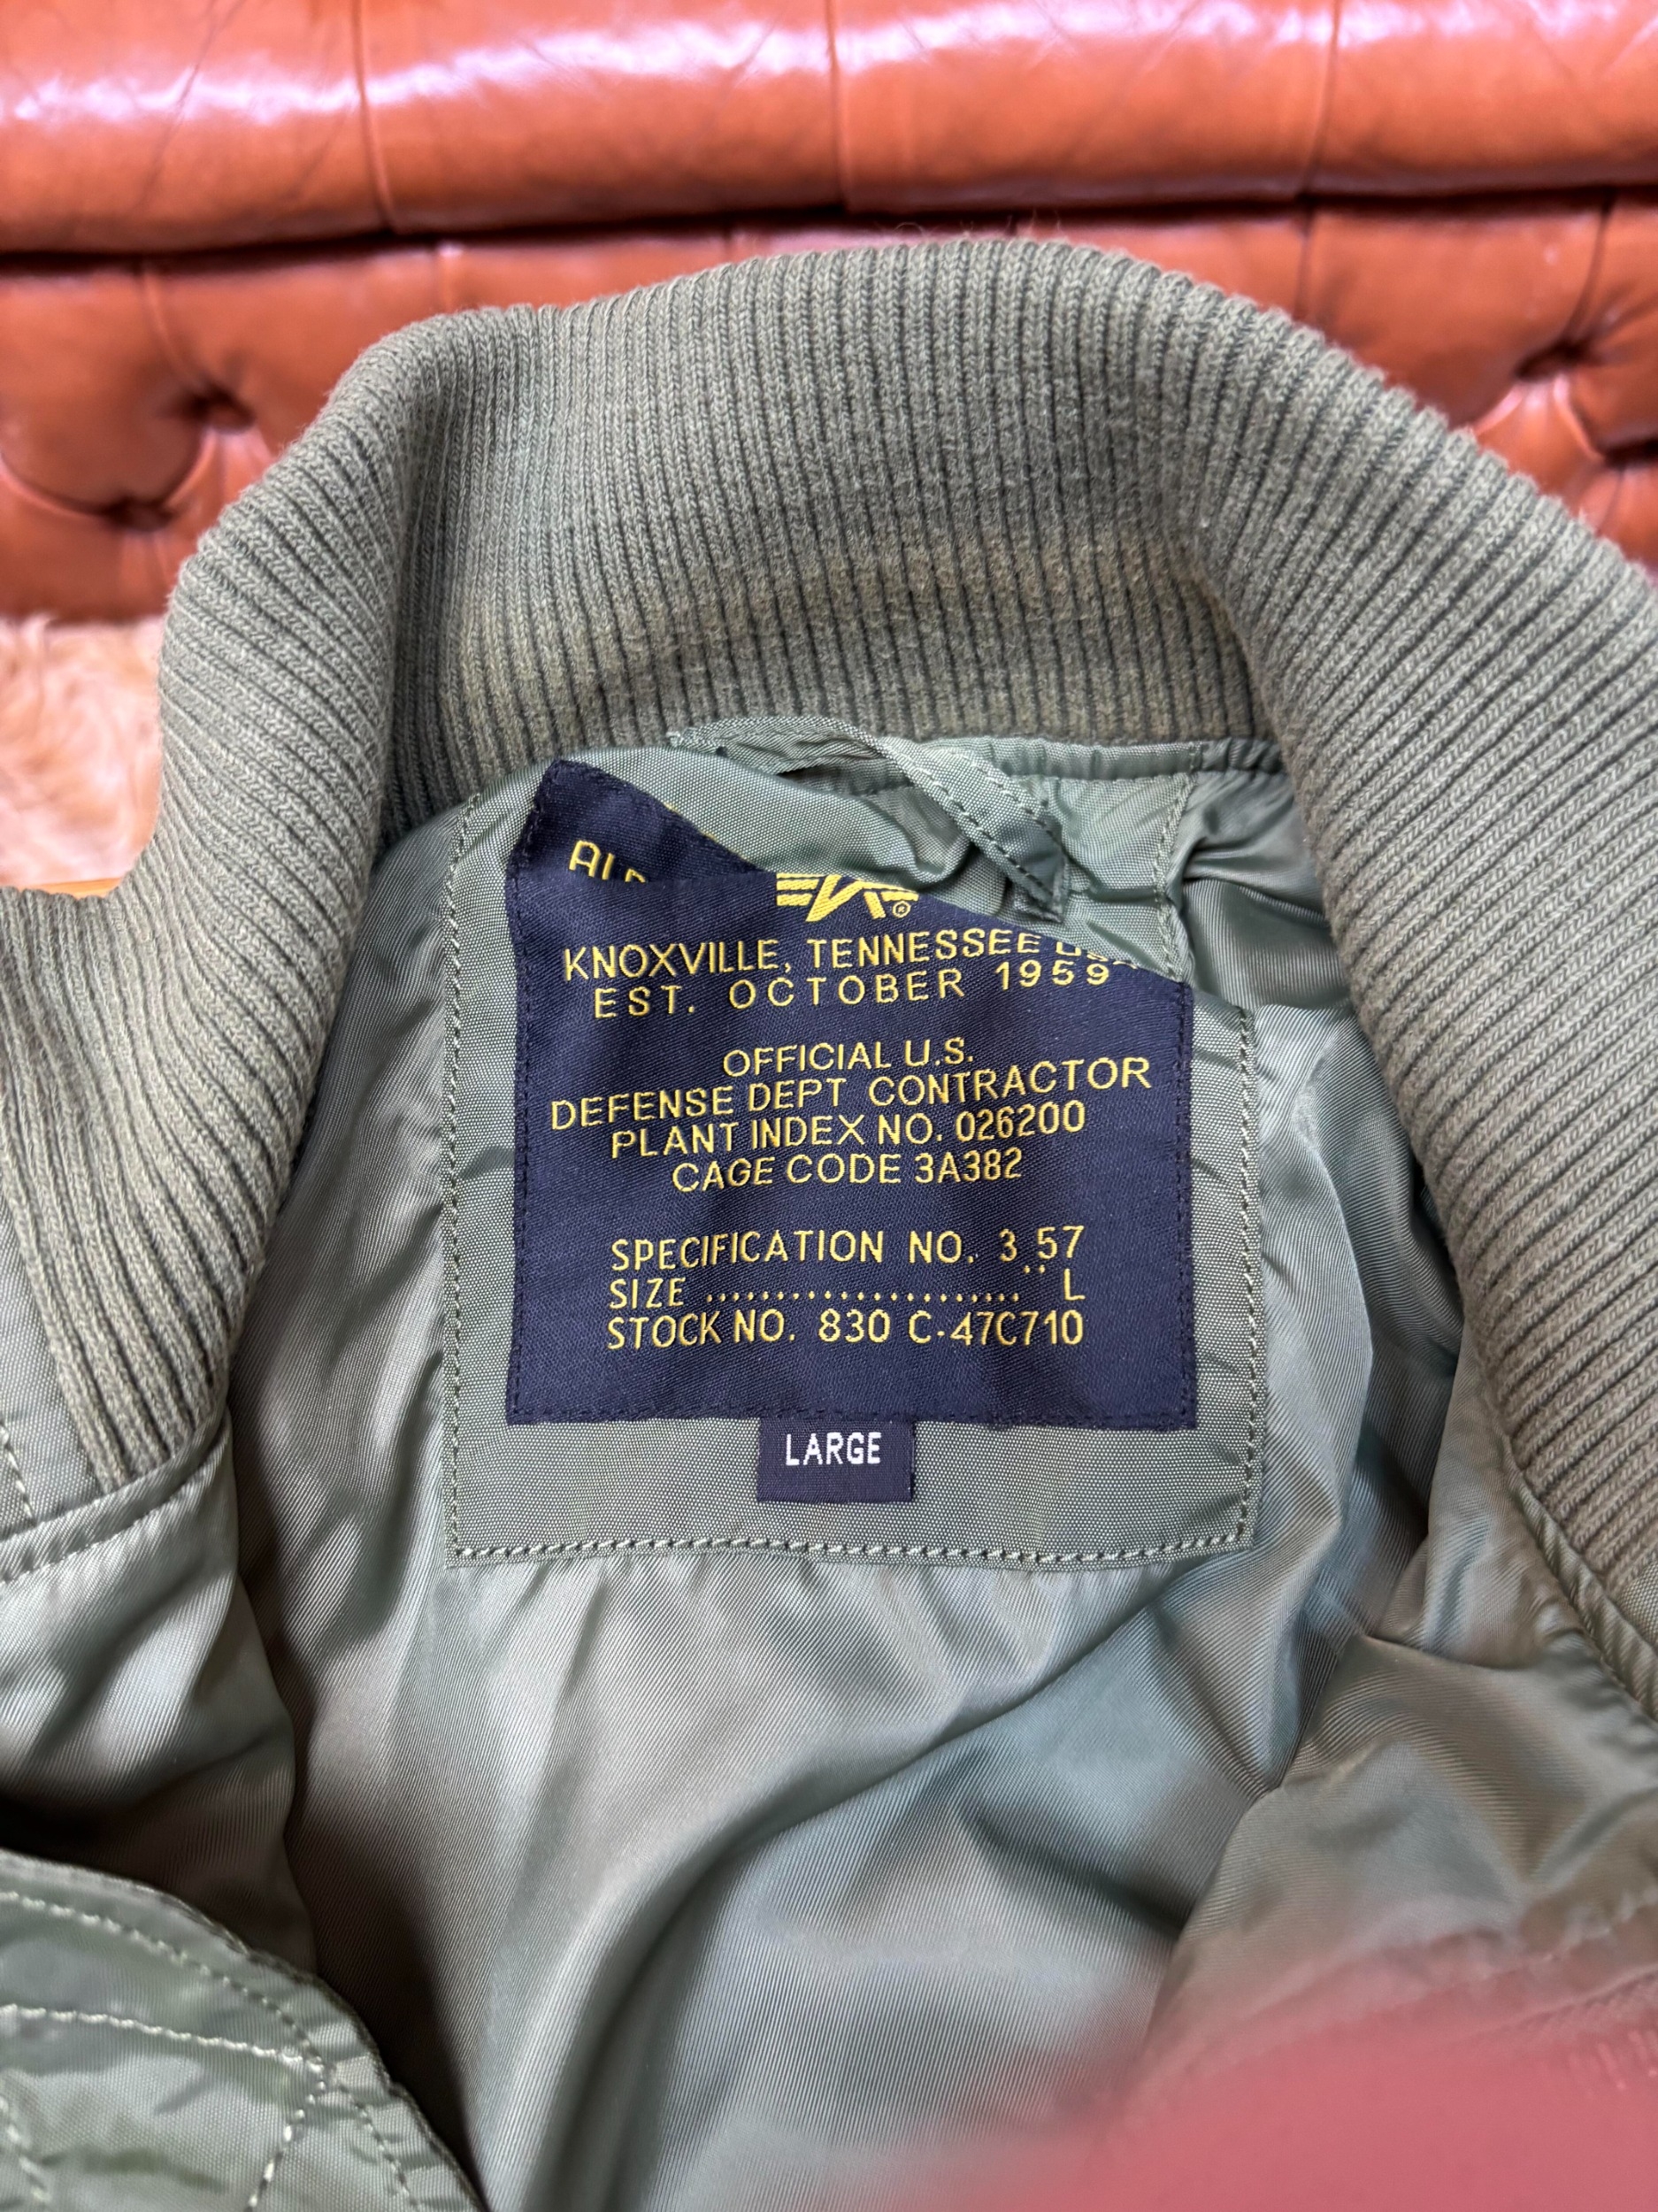 KNOXVILLE, TENNESSEE USA
EST. OCTOBER 1959
OFFICIAL U.S.
DEFENSE DEPT CONTRACTOR
PLANT INDEX NO. 026200
CAGE CODE 3A382
SPECIFICATION NO. 3 57
SIZE ...................... L
STOCK NO. 830 C-47C710
LARGE